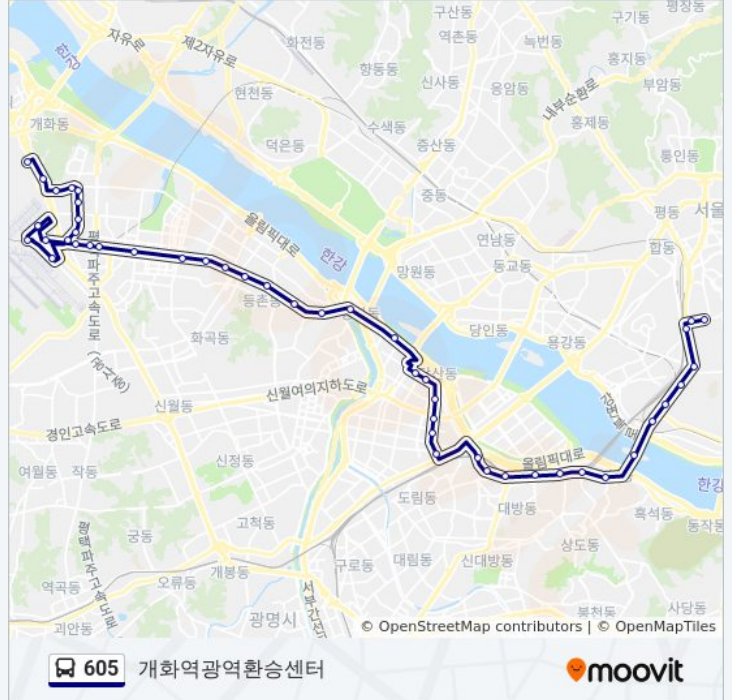 구산동
평창동
구기동
역촌동
녹번동
자유로
제2자유로
화전동
한강
향동동
신사동
응암동
홍지동
부암동
내부순환로
현천동
개화동
수색동
홍제동
덕은동
증산동
통인동
중동
평동
서울
올림픽대로
한강
연남동
합동
동교동
망원동
등촌동
당인동
용강동
화곡동
신월여의지하도로
신월동
경인고속도로
강변북로
올림픽대로
신정동
여월동
작동
한강
도림동
대방동
흑석동
동작동
고척동
궁동
상도동
평택파주고속도로
구로동
대림동
신대방동
개봉동
오류동
역곡동
서부간선
봉천동
사당동
광명시
괴안동
© OpenStreetMap contributors | © OpenMapTiles
605 개화역광역환승센터
moovit